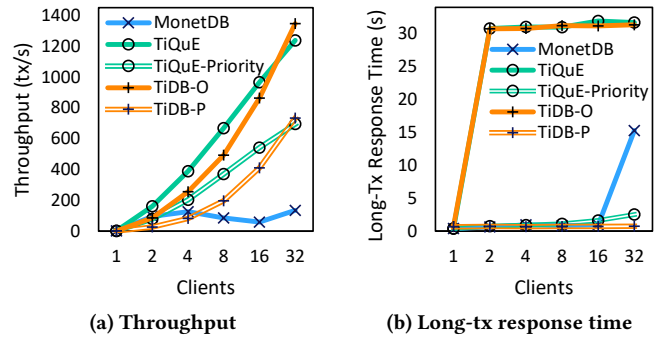 Throughput (tx/s)
1400
1200
1000
800
600
400
200
0
MonetDB
TiQuE
TiQuE-Priority
TiDB-O
TiDB-P
1 2 4 8 16 32
Clients
(a) Throughput
Long-Tx Response Time (s)
30
25
20
15
10
5
0
MonetDB
TiQuE
TiQuE-Priority
TiDB-O
TiDB-P
1 2 4 8 16 32
Clients
(b) Long-tx response time